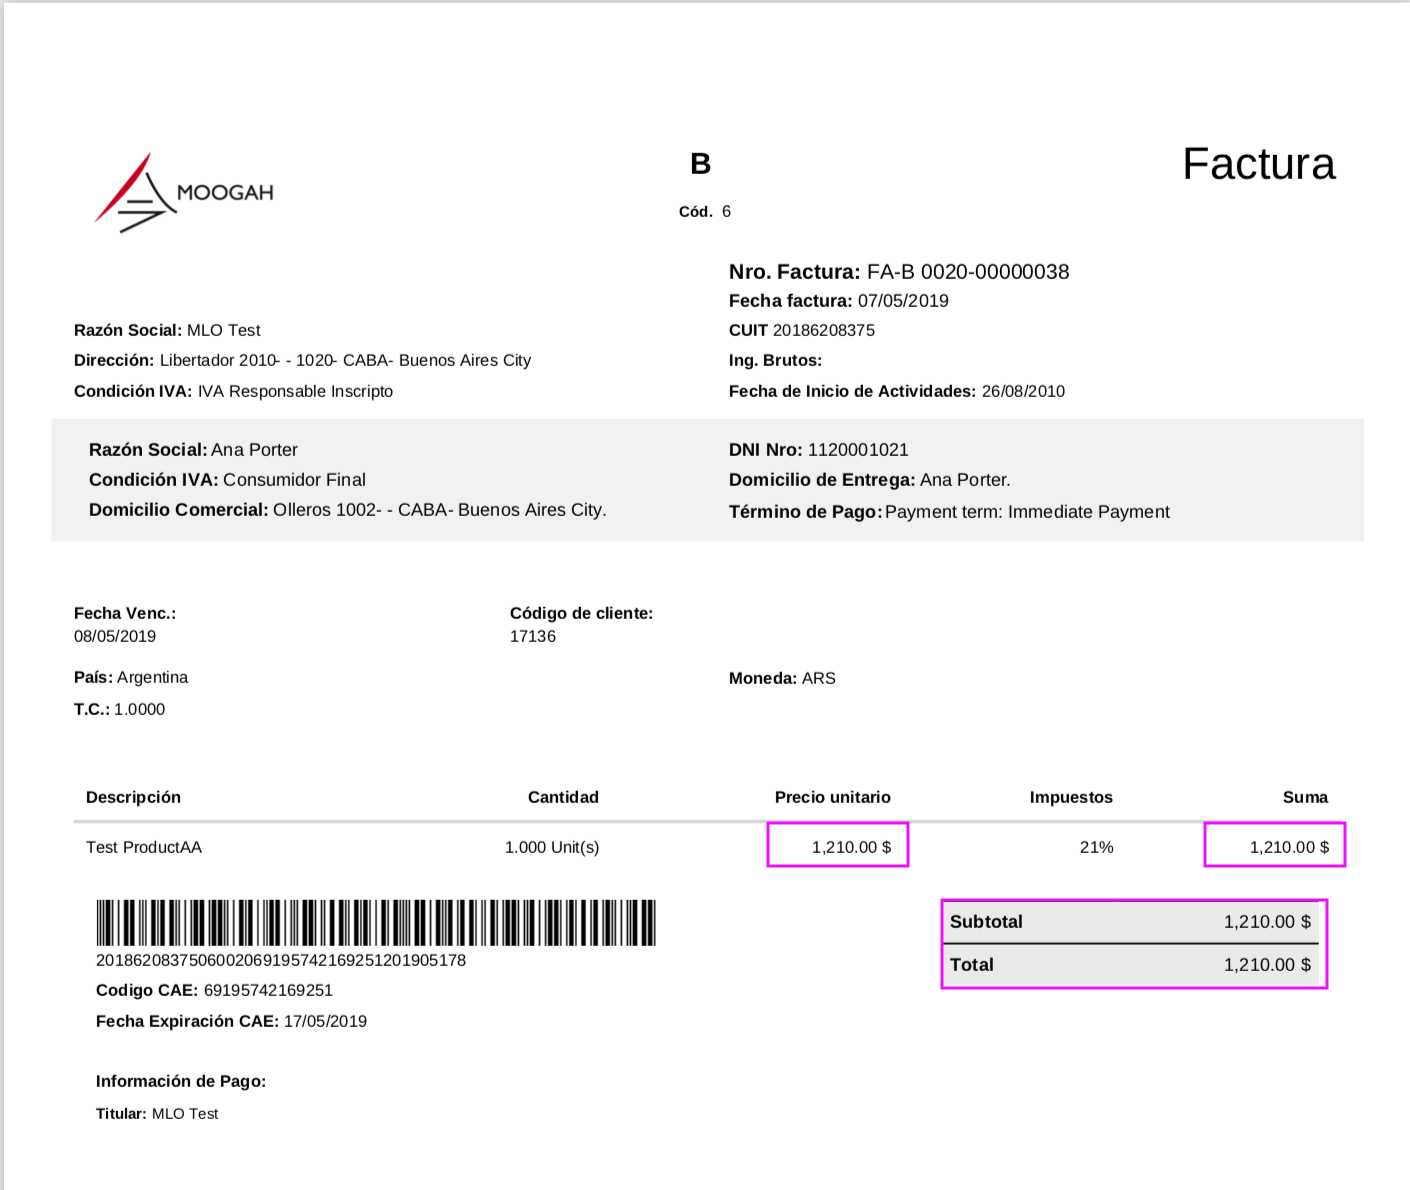 MOOGAH
B
Factura
Cód. 6
Nro. Factura: FA-B 0020-00000038
Fecha factura: 07/05/2019
Razón Social: MLO Test
CUIT 20186208375
Dirección: Libertador 2010- - 1020- CABA- Buenos Aires City
Ing. Brutos:
Condición IVA: IVA Responsable Inscripto
Fecha de Inicio de Actividades: 26/08/2010
Razón Social: Ana Porter
DNI Nro: 1120001021
Condición IVA: Consumidor Final
Domicilio de Entrega: Ana Porter.
Domicilio Comercial: Olleros 1002- - CABA- Buenos Aires City.
Término de Pago: Payment term: Immediate Payment
Fecha Venc.:
08/05/2019
Código de cliente:
17136
País: Argentina
Moneda: ARS
T.C.: 1.0000
Descripción Cantidad Precio unitario Impuestos Suma
Test ProductAA 1.000 Unit(s) 1,210.00 $ 21% 1,210.00 $
Subtotal 1,210.00 $
Total 1,210.00 $
2018620837506002069195742169251201905178
Codigo CAE: 69195742169251
Fecha Expiración CAE: 17/05/2019
Información de Pago:
Titular: MLO Test